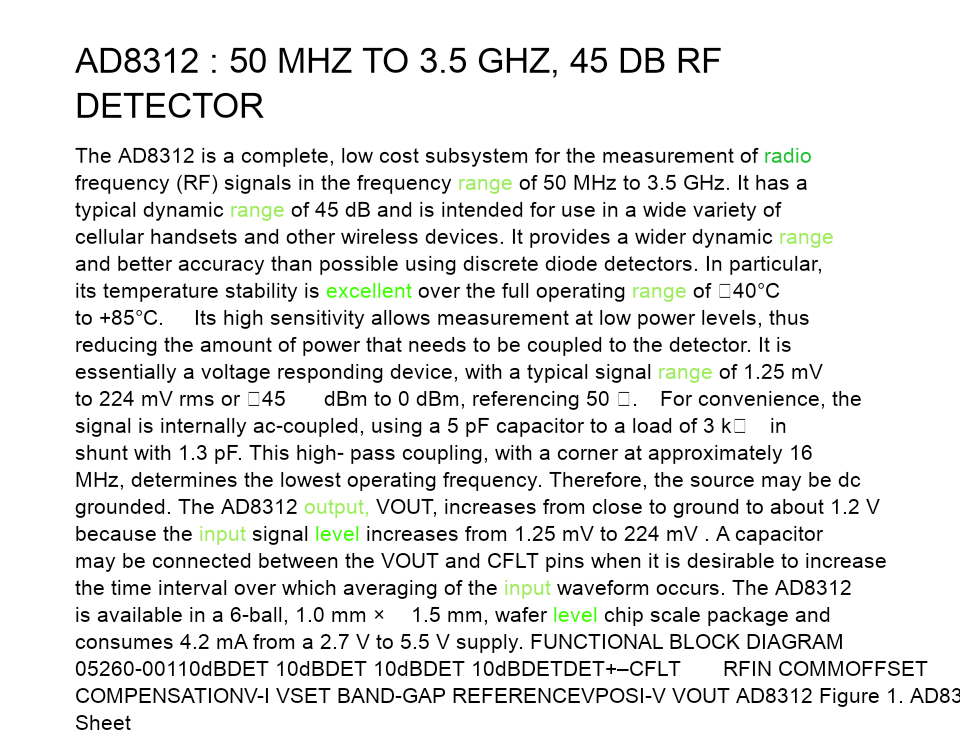 AD8312 : 50 MHZ TO 3.5 GHZ, 45 DB RF
DETECTOR
The AD8312 is a complete, low cost subsystem for the measurement of radio
frequency (RF) signals in the frequency range of 50 MHz to 3.5 GHz. It has a
typical dynamic range of 45 dB and is intended for use in a wide variety of
cellular handsets and other wireless devices. It provides a wider dynamic range
and better accuracy than possible using discrete diode detectors. In particular,
its temperature stability is excellent over the full operating range of □40°C
to +85°C. Its high sensitivity allows measurement at low power levels, thus
reducing the amount of power that needs to be coupled to the detector. It is
essentially a voltage responding device, with a typical signal range of 1.25 mV
to 224 mV rms or □45 dBm to 0 dBm, referencing 50 □. For convenience, the
signal is internally ac-coupled, using a 5 pF capacitor to a load of 3 k□ in
shunt with 1.3 pF. This high- pass coupling, with a corner at approximately 16
MHz, determines the lowest operating frequency. Therefore, the source may be dc
grounded. The AD8312 output, VOUT, increases from close to ground to about 1.2 V
because the input signal level increases from 1.25 mV to 224 mV . A capacitor
may be connected between the VOUT and CFLT pins when it is desirable to increase
the time interval over which averaging of the input waveform occurs. The AD8312
is available in a 6-ball, 1.0 mm × 1.5 mm, wafer level chip scale package and
consumes 4.2 mA from a 2.7 V to 5.5 V supply. FUNCTIONAL BLOCK DIAGRAM
05260-00110dBDET 10dBDET 10dBDET 10dBDETDET+–CFLT RFIN COMMOFFSET
COMPENSATIONV-I VSET BAND-GAP REFERENCEVPOSI-V VOUT AD8312 Figure 1. AD83
Sheet